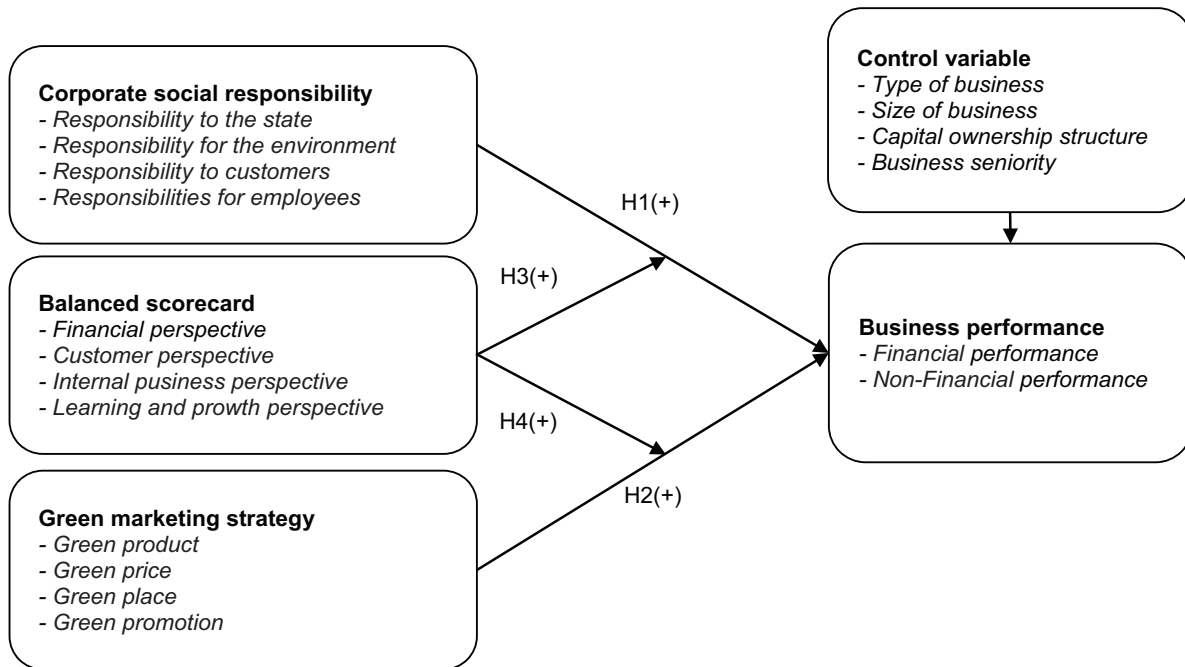 Corporate social responsibility
- Responsibility to the state
- Responsibility for the environment
- Responsibility to customers
- Responsibilities for employees
Balanced scorecard
- Financial perspective
- Customer perspective
- Internal pusiness perspective
- Learning and growth perspective
Green marketing strategy
- Green product
- Green price
- Green place
- Green promotion
H1(+)
H3(+)
H4(+)
H2(+)
Control variable
- Type of business
- Size of business
- Capital ownership structure
- Business seniority
Business performance
- Financial performance
- Non-Financial performance